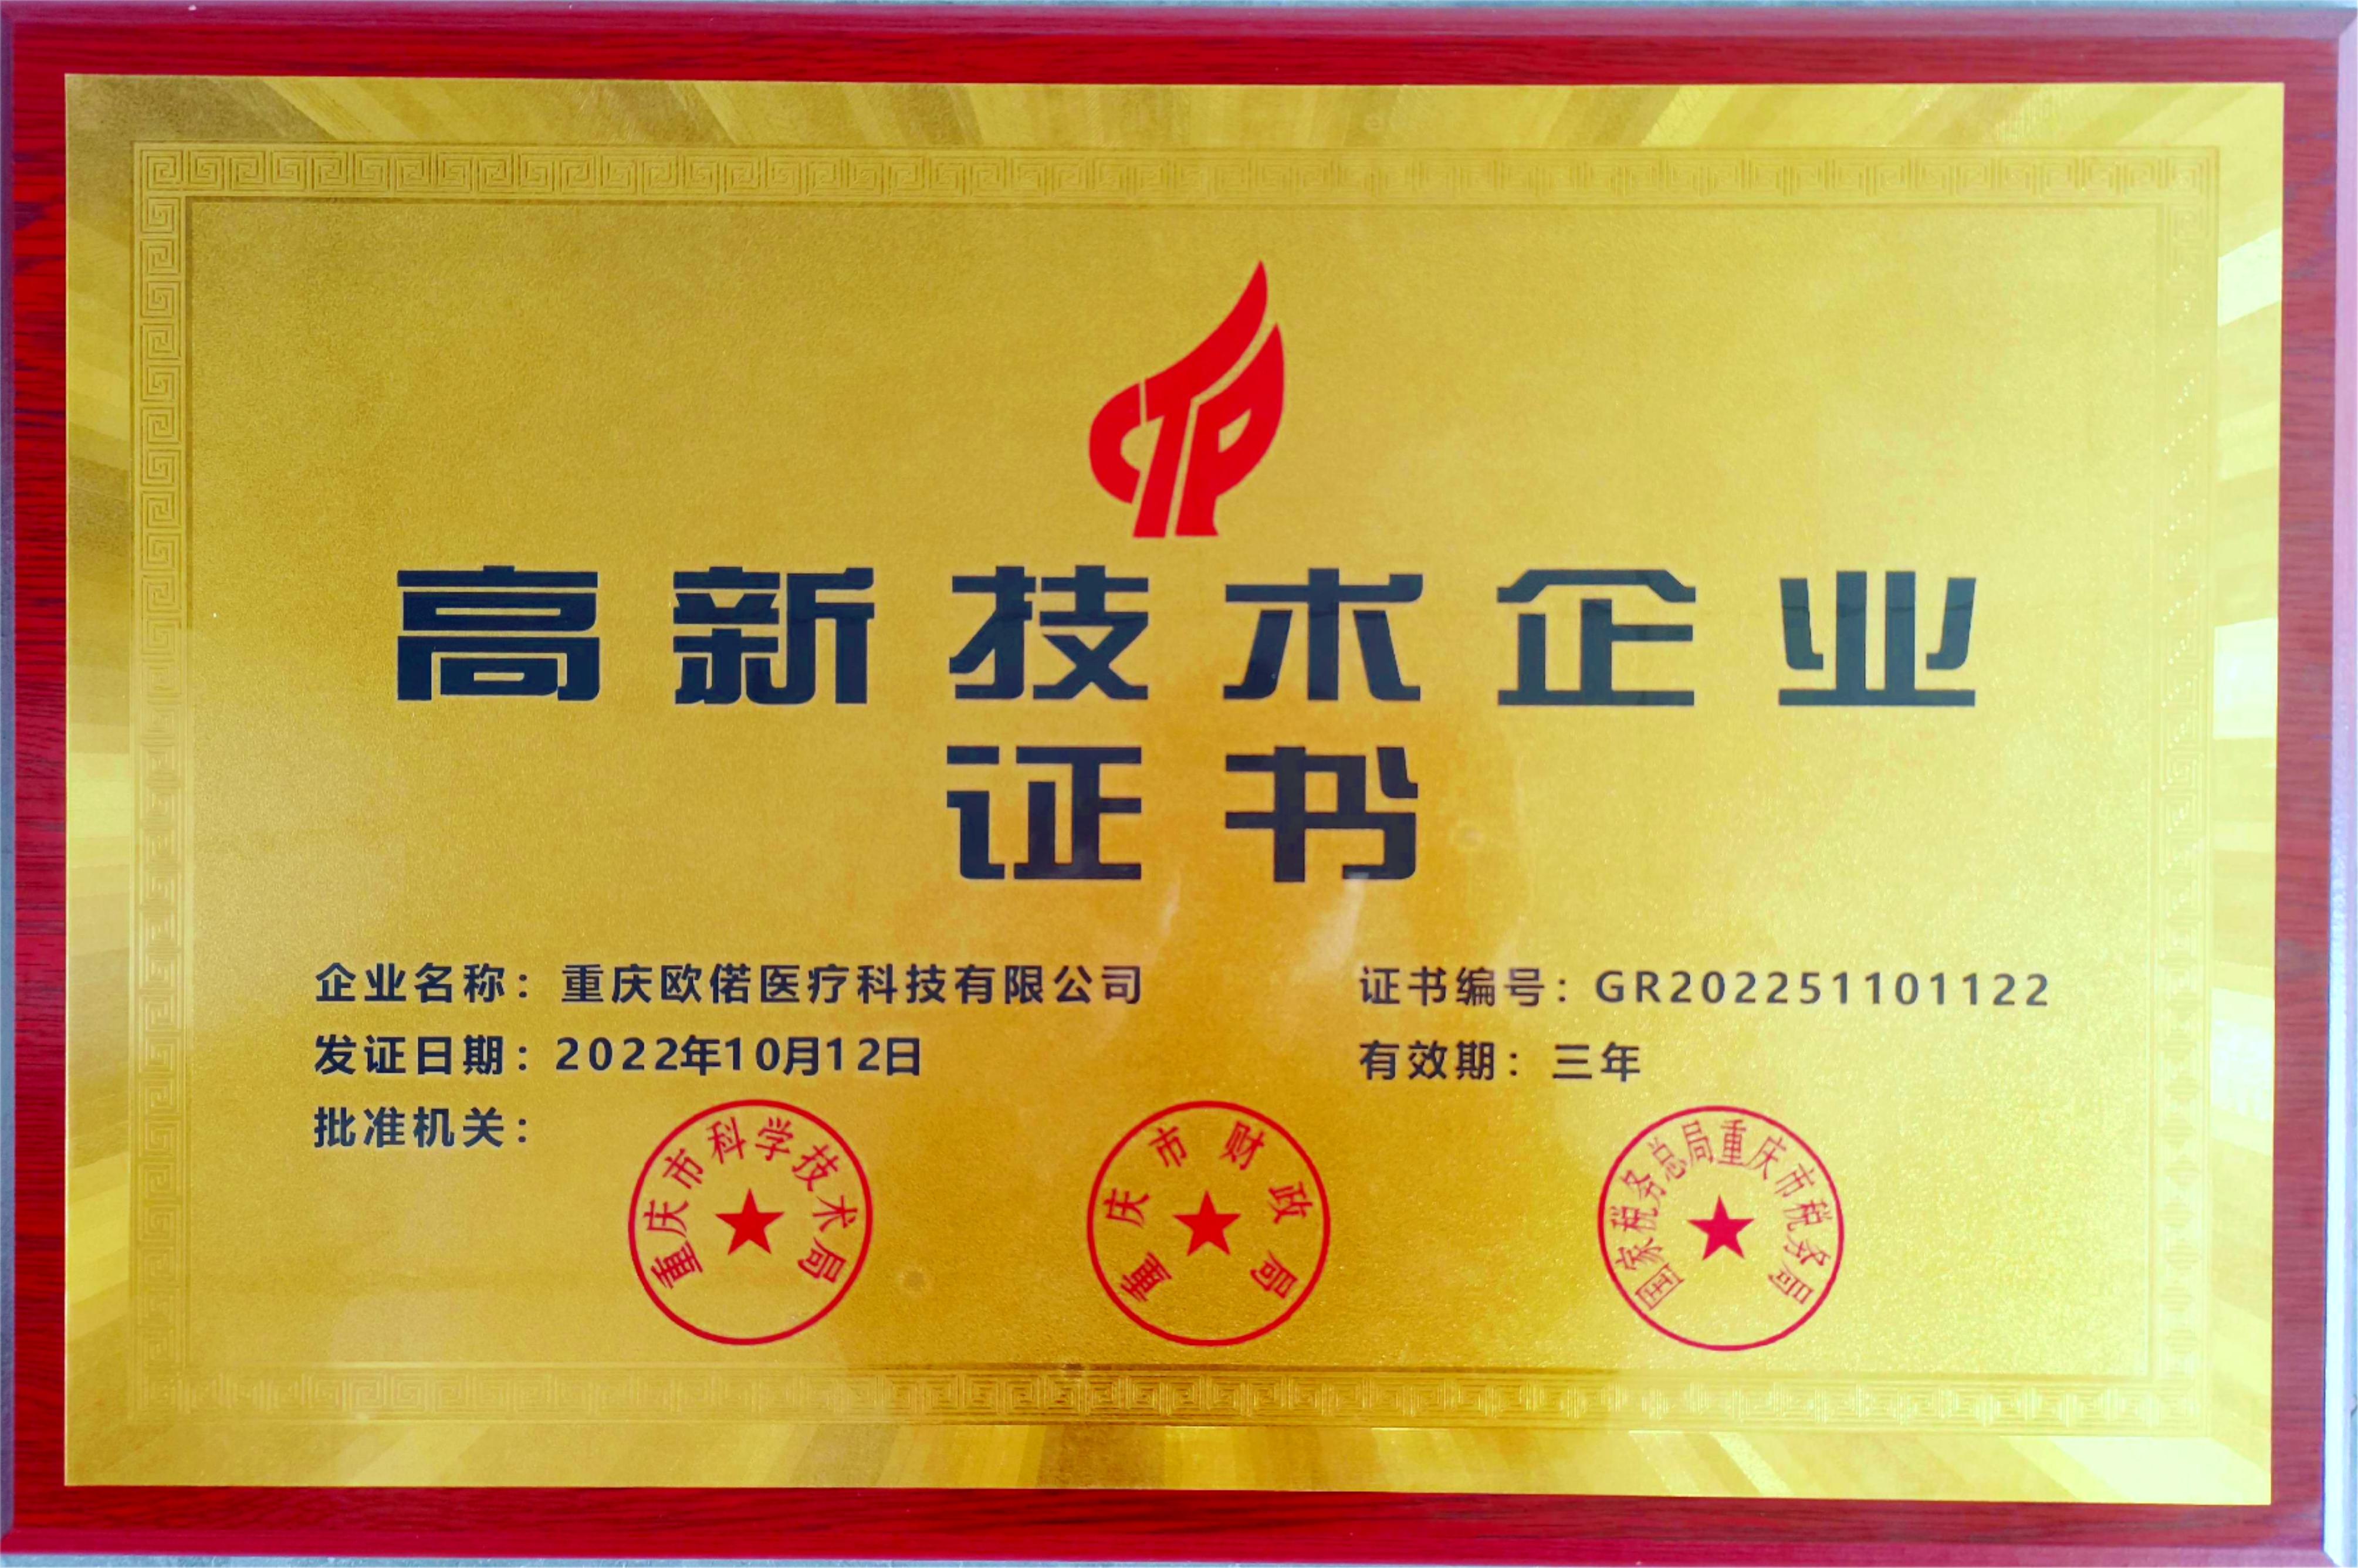 CTP
高新技术企业
证书
企业名称：重庆欧偌医疗科技有限公司
证书编号：GR202251101122
发证日期：2022年10月12日
有效期：三年
批准机关：
重庆市科学技术局
重庆市财政局
国家税务总局重庆市税务局